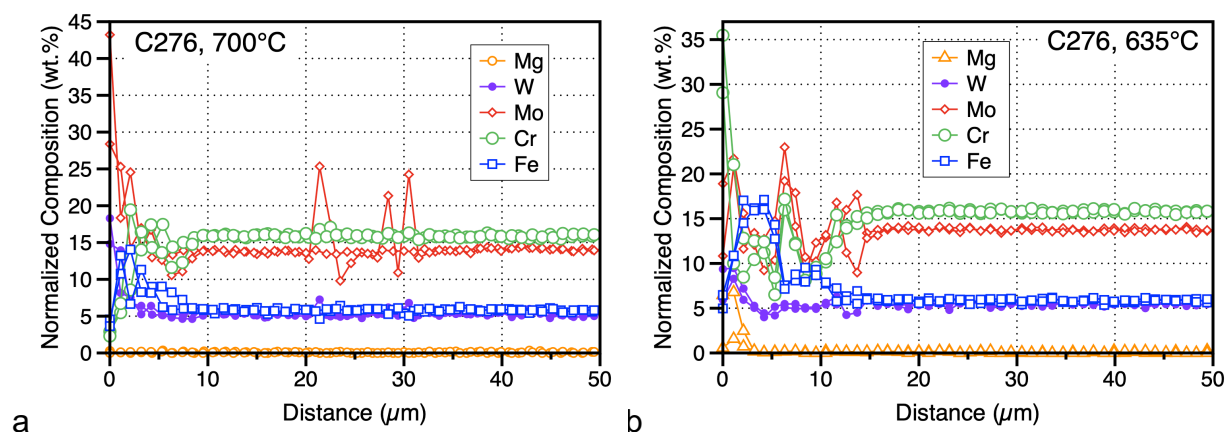 C276, 700°C
Normalized Composition (wt.%)
45
40
35
30
25
20
15
10
5
0
Mg
W
Mo
Cr
Fe
0 10 20 30 40 50
Distance (µm)
a
C276, 635°C
Normalized Composition (wt.%)
35
30
25
20
15
10
5
0
Mg
W
Mo
Cr
Fe
0 10 20 30 40 50
Distance (µm)
b